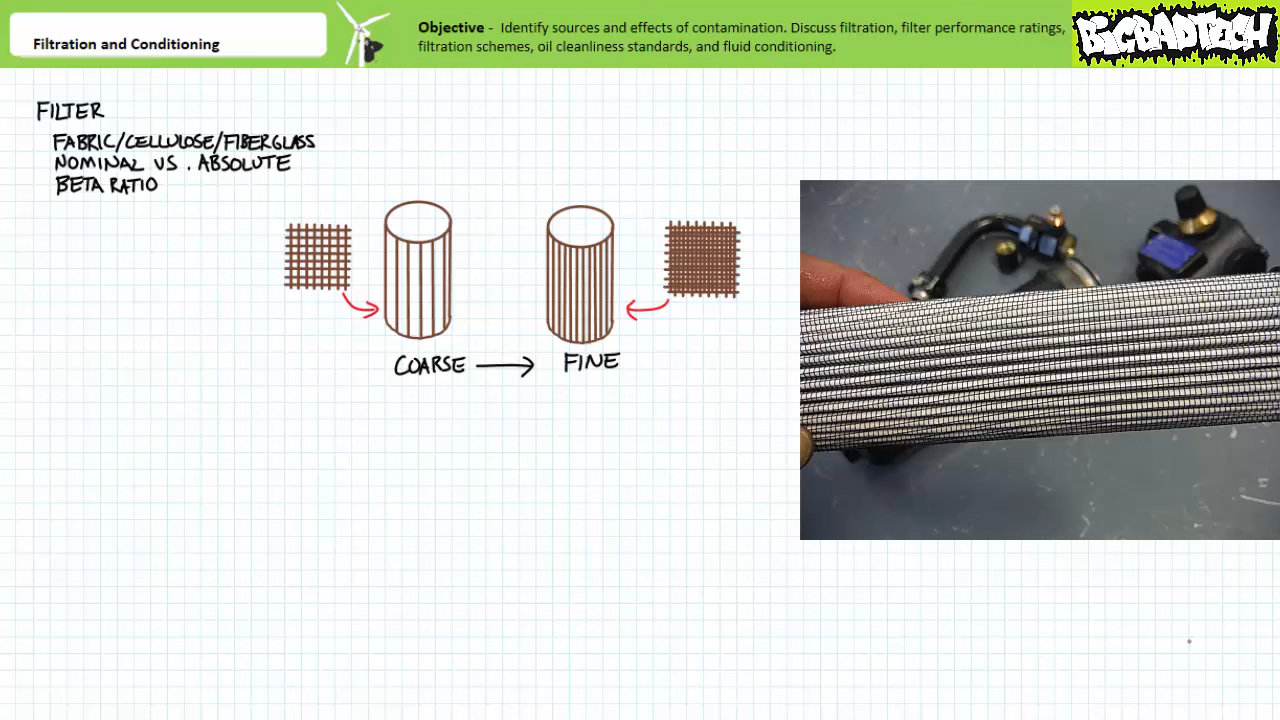 Filtration and Conditioning
Objective - Identify sources and effects of contamination. Discuss filtration, filter performance ratings,
filtration schemes, oil cleanliness standards, and fluid conditioning.
BIGBADTECH
FILTER
FABRIC/CELLULOSE/FIBERGLASS
NOMINAL VS. ABSOLUTE
BETA RATIO
COARSE
FINE